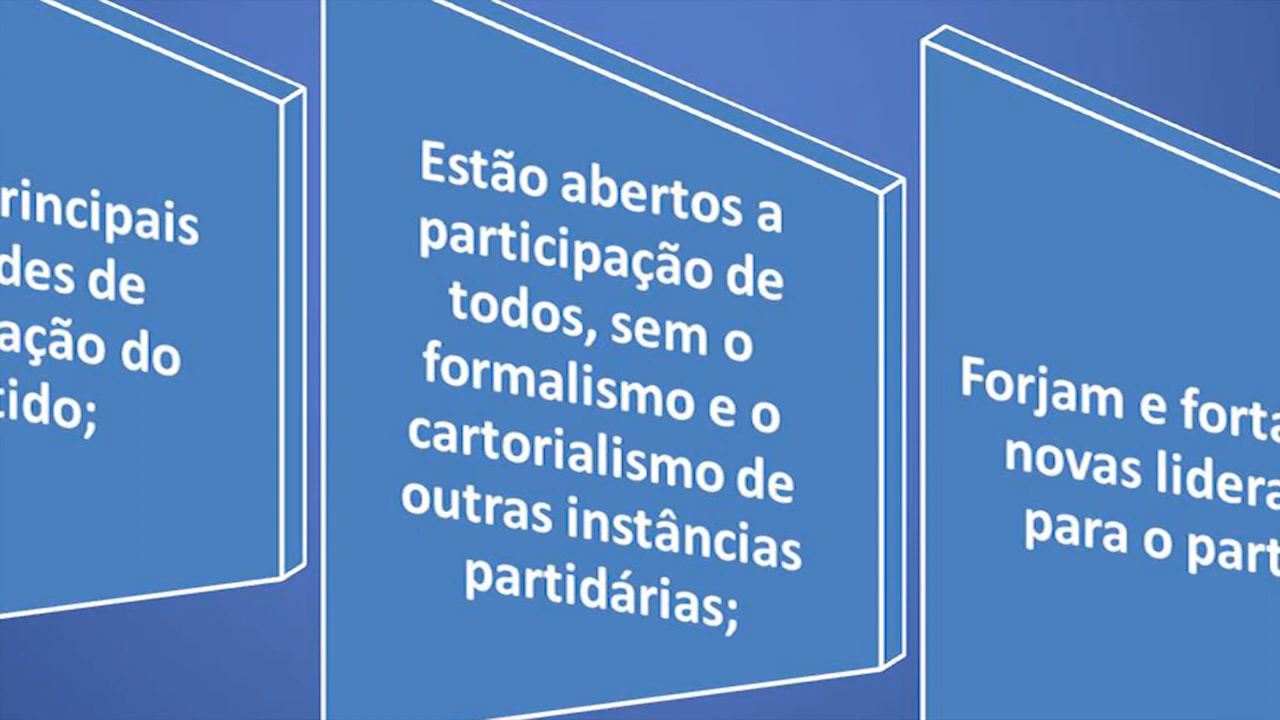 rincipais
des de
ação do
tido;
Estão abertos a
participação de
todos, sem o
formalismo e o
cartorialismo de
outras instâncias
partidárias;
Forjam e forta
novas lidera
para o part